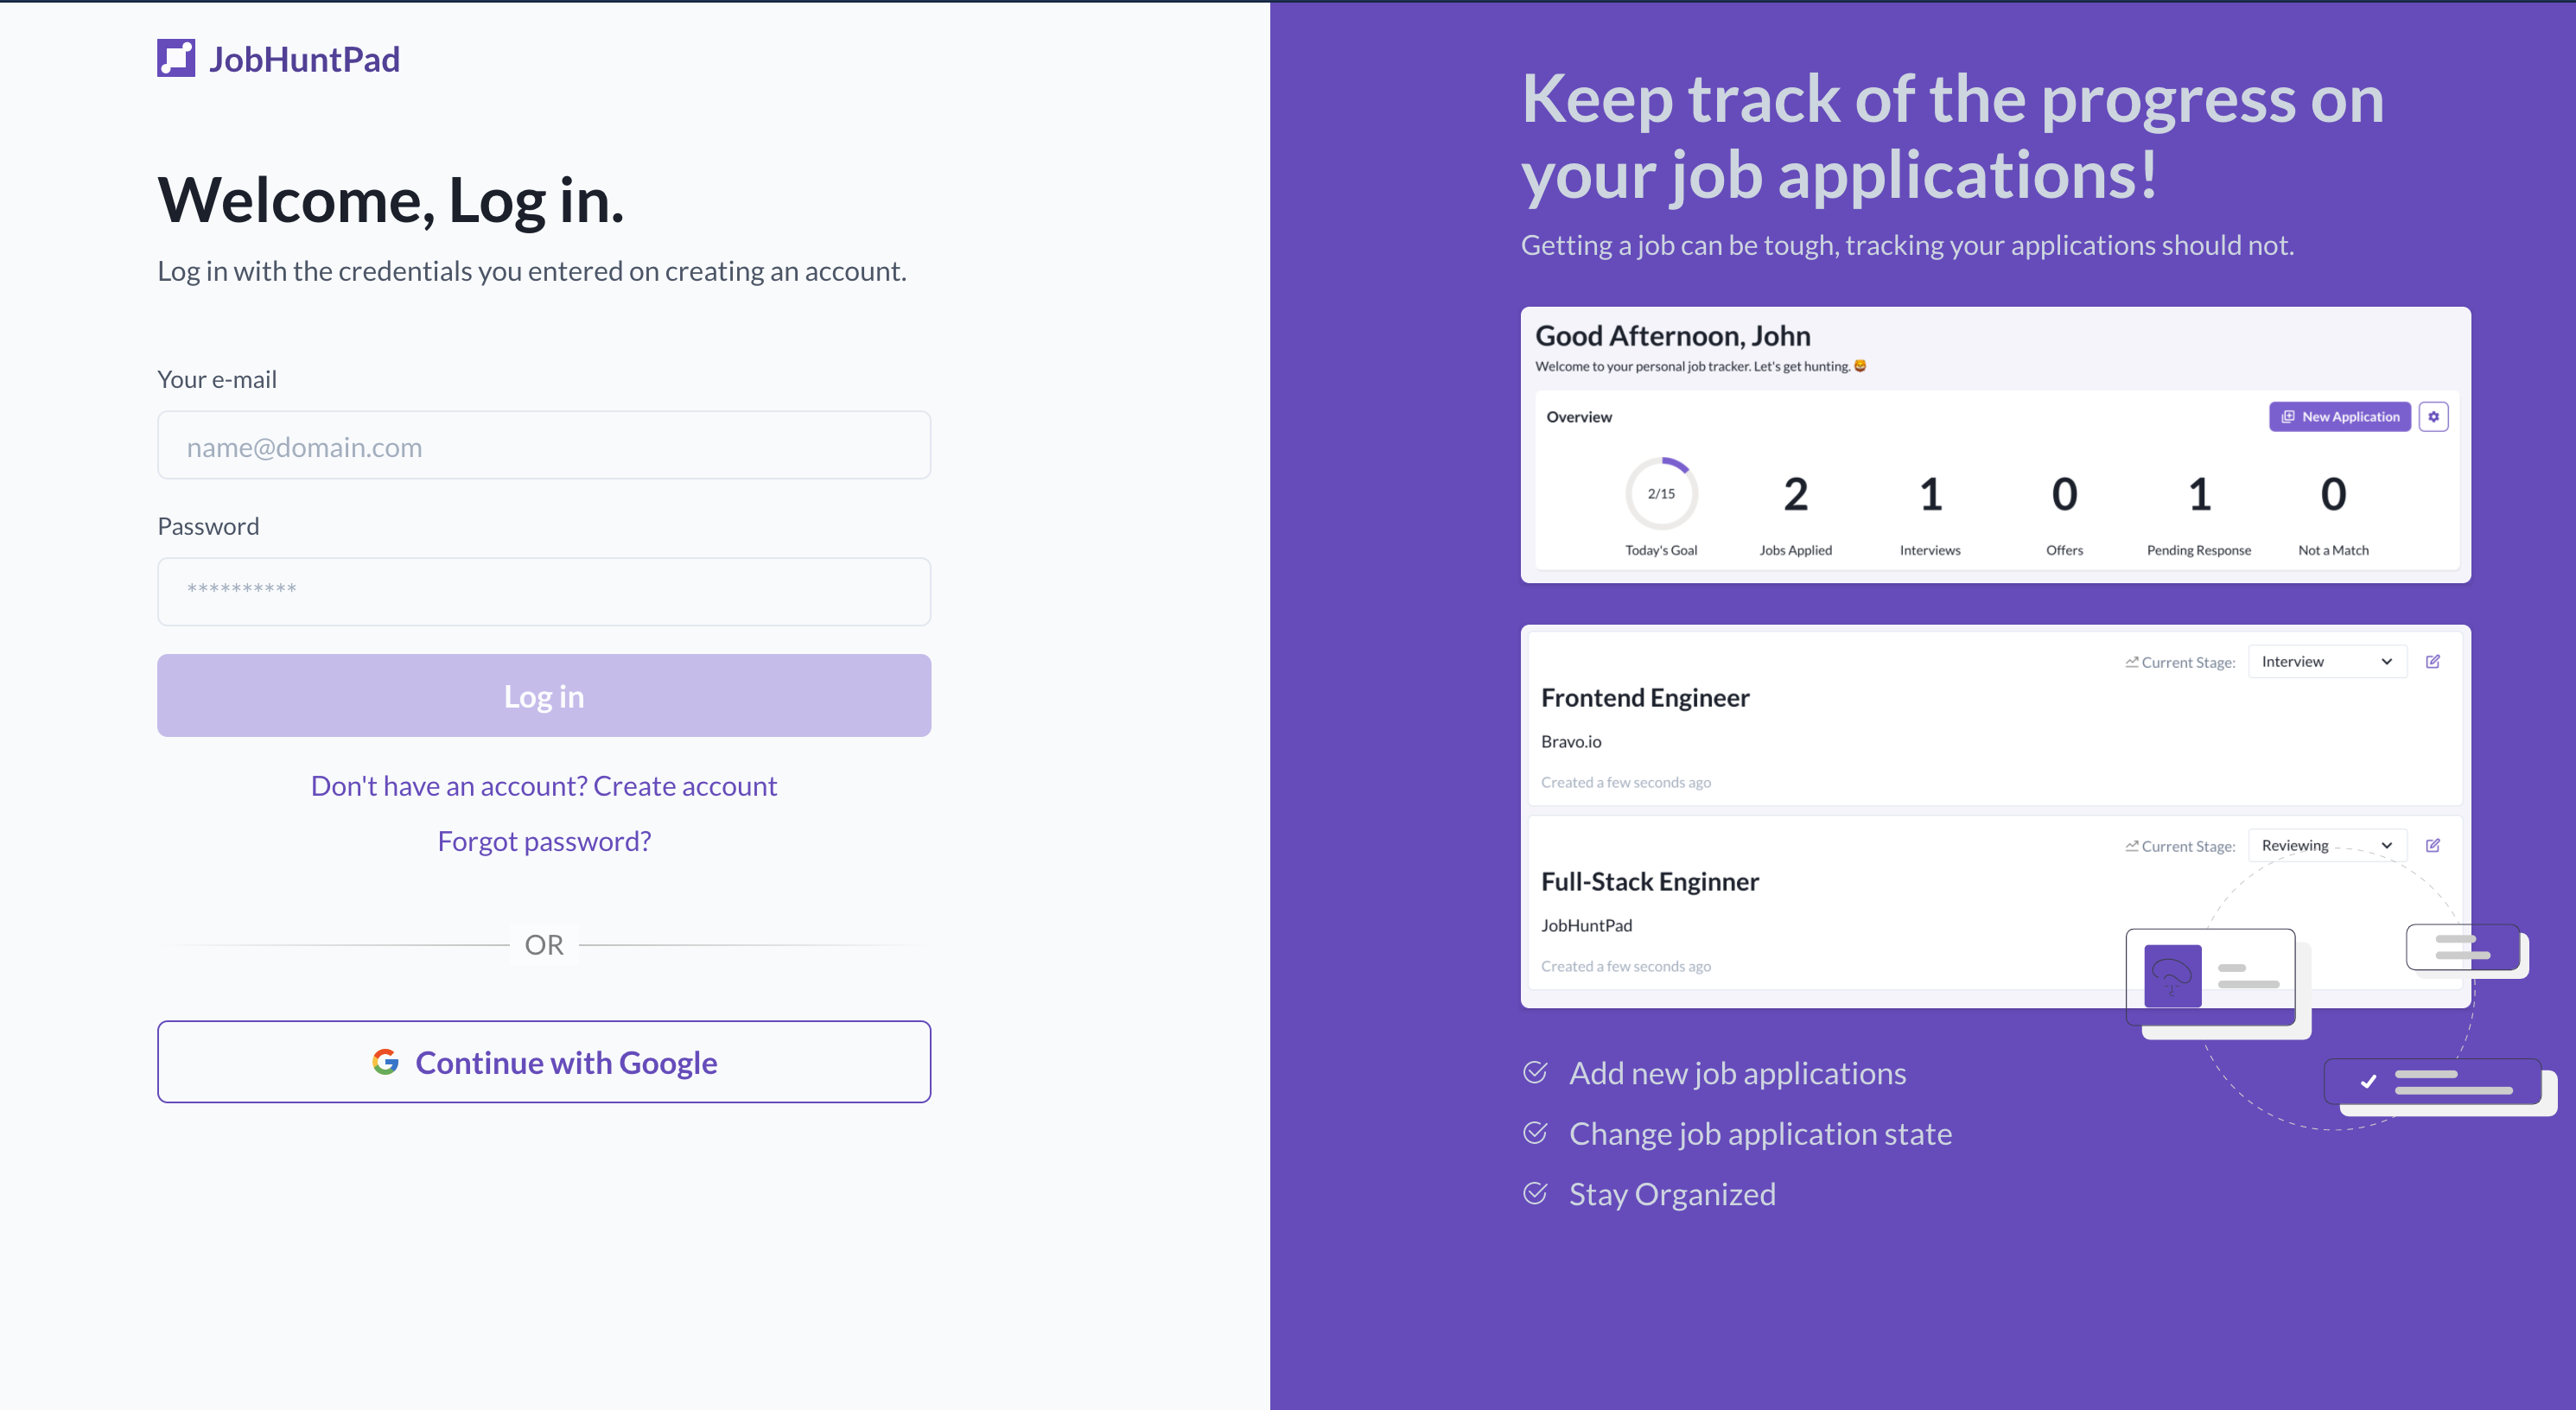 JobHuntPad
Welcome, Log in.
Log in with the credentials you entered on creating an account.
Your e-mail
name@domain.com
Password
**********
Log in
Don't have an account? Create account
Forgot password?
OR
Continue with Google
Keep track of the progress on
your job applications!
Getting a job can be tough, tracking your applications should not.
Good Afternoon, John
Welcome to your personal job tracker. Let's get hunting.
Overview
New Application
2/15
2
1
0
1
0
Today's Goal
Jobs Applied
Interviews
Offers
Pending Response
Not a Match
Current Stage:
Interview
Frontend Engineer
Bravo.io
Created a few seconds ago
Current Stage:
Reviewing
Full-Stack Enginner
JobHuntPad
Created a few seconds ago
Add new job applications
Change job application state
Stay Organized